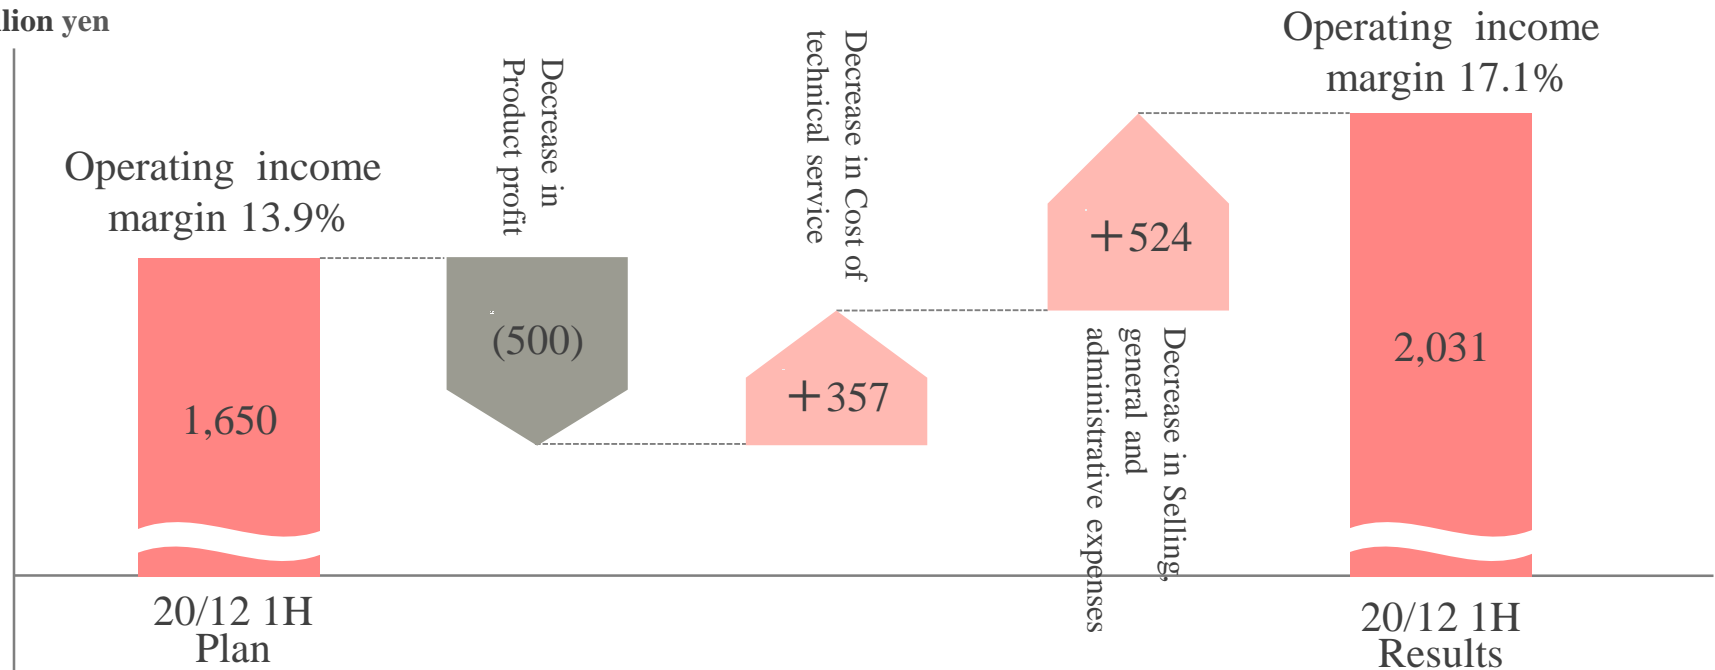 lion yen
Operating income
margin 13.9%
1,650
20/12 1H
Plan
Decrease in
Product profit
(500)
Decrease in Cost of
technical service
+357
+524
Decrease in Selling,
general and
administrative expenses
Operating income
margin 17.1%
2,031
20/12 1H
Results